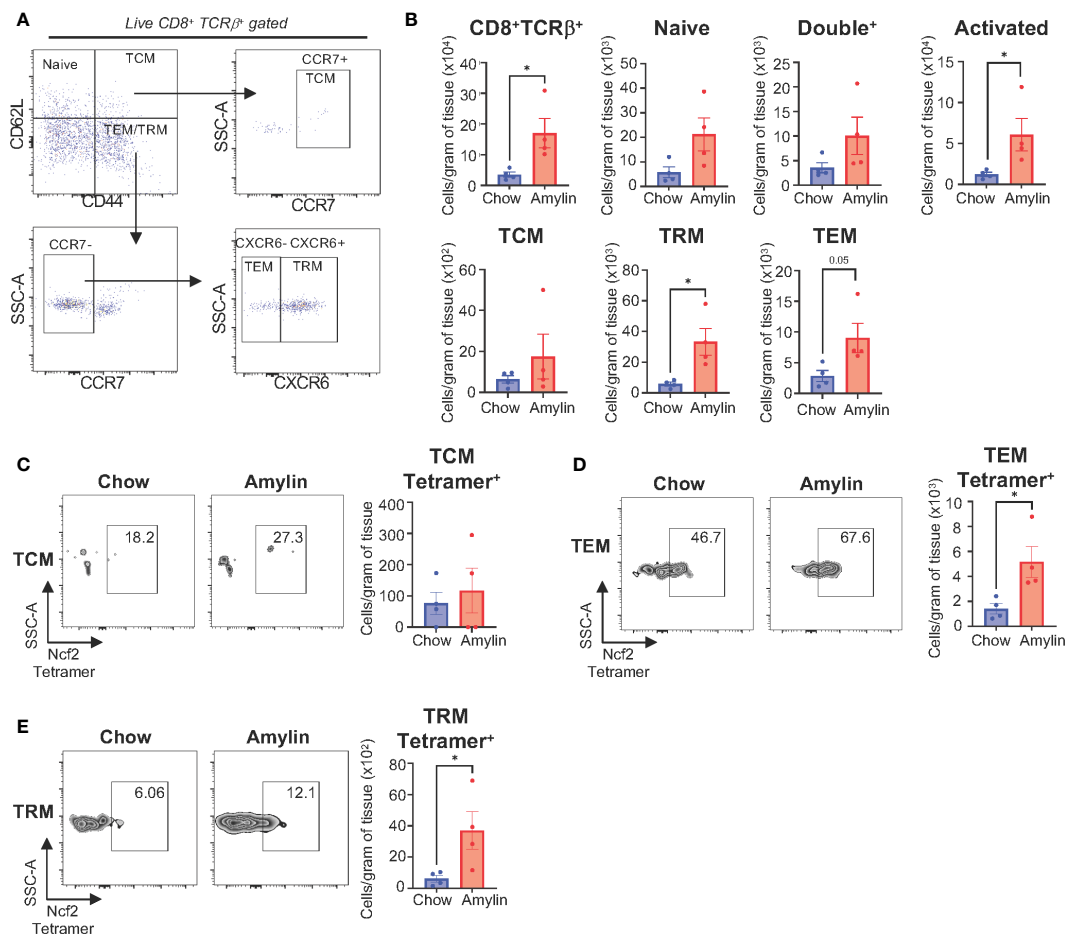 A
Live CD8⁺ TCRβ⁺ gated
Naive
TCM
TEM/TRM
CD62L
CD44
CCR7+
TCM
SSC-A
CCR7
CCR7-
SSC-A
CCR7
CXCR6- CXCR6+
TEM
TRM
SSC-A
CXCR6
B
CD8⁺TCRβ⁺
Cells/gram of tissue (x10⁴)
40
30
20
10
0
*
Chow
Amylin
Naive
Cells/gram of tissue (x10³)
50
40
30
20
10
0
Chow
Amylin
Double⁺
Cells/gram of tissue (x10³)
30
20
10
0
Chow
Amylin
Activated
Cells/gram of tissue (x10⁴)
15
10
5
0
*
Chow
Amylin
TCM
Cells/gram of tissue (x10²)
60
40
20
0
Chow
Amylin
TRM
Cells/gram of tissue (x10³)
80
60
40
20
0
*
Chow
Amylin
TEM
Cells/gram of tissue (x10³)
20
15
10
5
0
0.05
Chow
Amylin
C
Chow
Amylin
TCM
18.2
27.3
SSC-A
Ncf2
Tetramer
TCM
Tetramer⁺
Cells/gram of tissue
400
300
200
100
0
Chow
Amylin
D
Chow
Amylin
TEM
46.7
67.6
SSC-A
Ncf2
Tetramer
TEM
Tetramer⁺
Cells/gram of tissue (x10³)
10
8
6
4
2
0
*
Chow
Amylin
E
Chow
Amylin
TRM
6.06
12.1
SSC-A
Ncf2
Tetramer
TRM
Tetramer⁺
Cells/gram of tissue (x10²)
80
60
40
20
0
*
Chow
Amylin